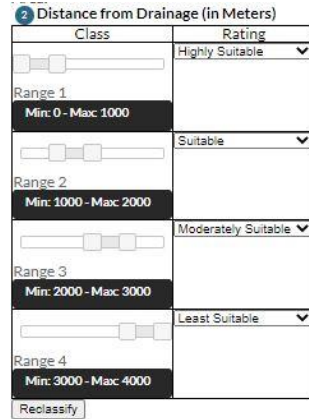 2 Distance from Drainage (in Meters)
Class Rating
Highly Suitable
Range 1
Min: 0 - Max: 1000
Suitable
Range 2
Min: 1000 - Max: 2000
Moderately Suitable
Range 3
Min: 2000 - Max: 3000
Least Suitable
Range 4
Min: 3000 - Max: 4000
Reclassify